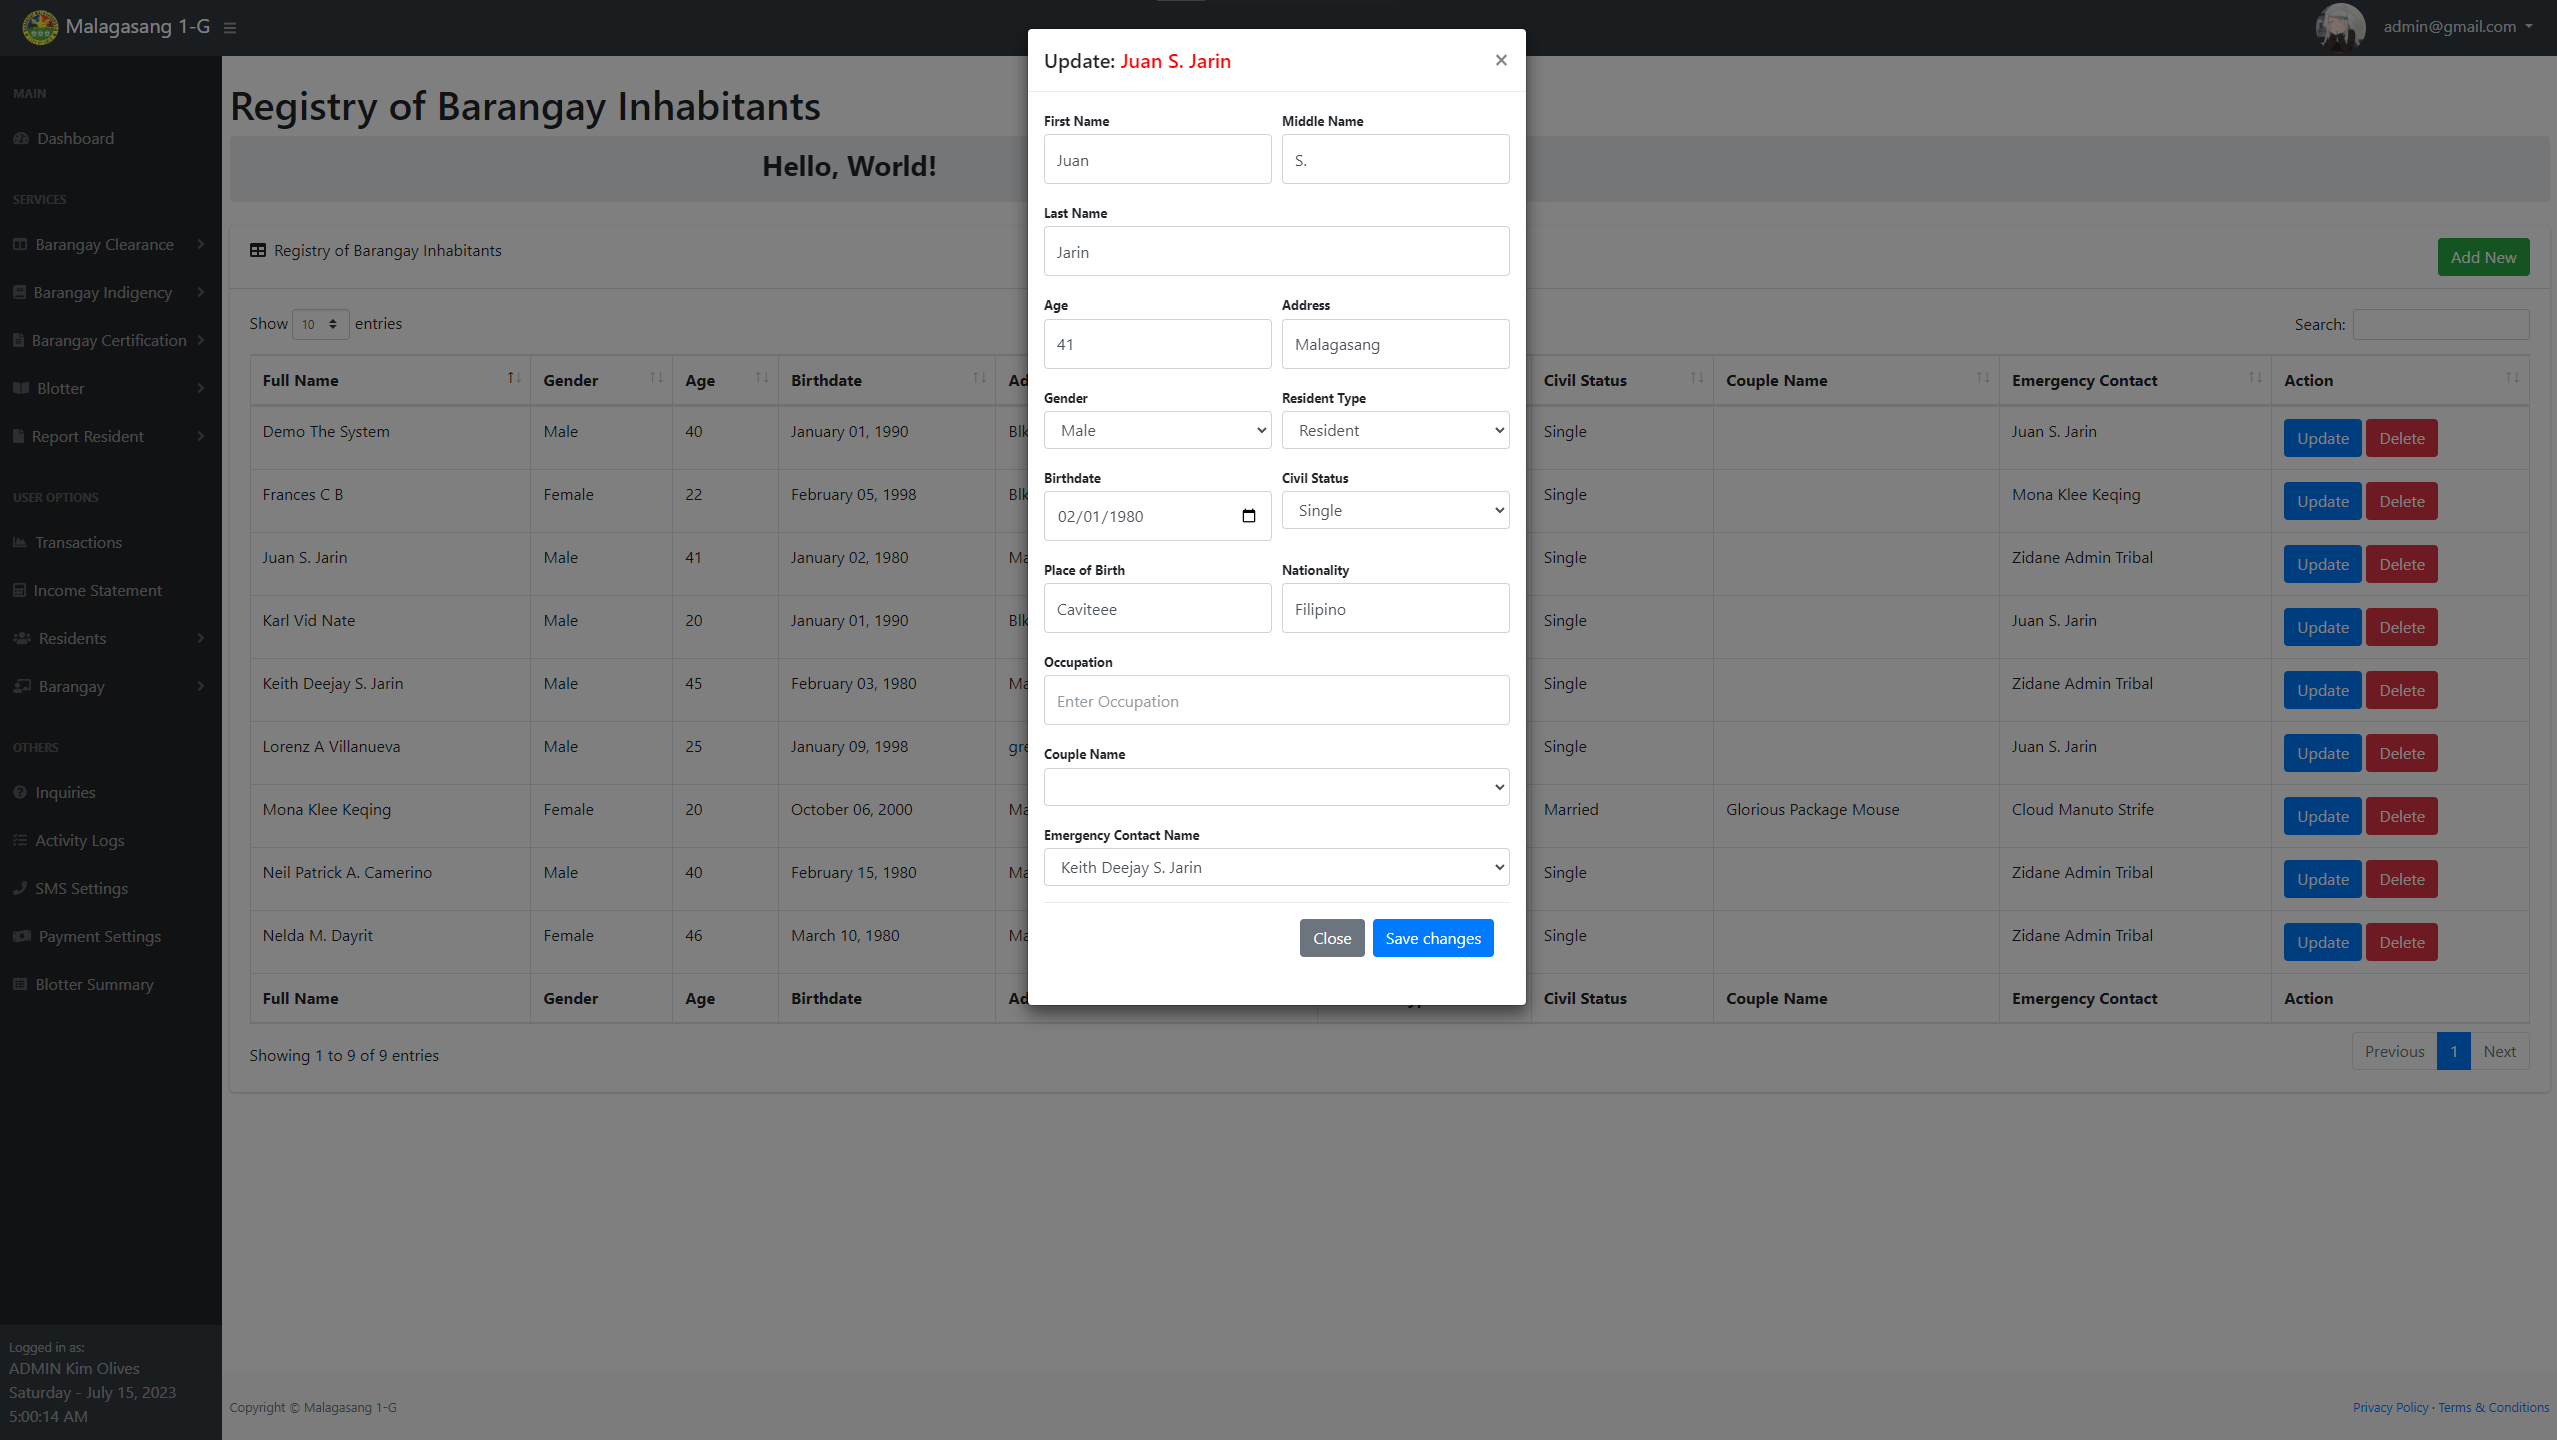 Malagasang 1-G
admin@gmail.com
MAIN
Dashboard
SERVICES
Barangay Clearance
Barangay Indigency
Barangay Certification
Blotter
Report Resident
USER OPTIONS
Transactions
Income Statement
Residents
Barangay
OTHERS
Inquiries
Activity Logs
SMS Settings
Payment Settings
Blotter Summary
Logged in as:
ADMIN Kim Olives
Saturday - July 15, 2023
5:00:14 AM
Registry of Barangay Inhabitants
Hello, World!
Registry of Barangay Inhabitants
Add New
Show 10 entries
Search:
Full Name Gender Age Birthdate Ad Civil Status Couple Name Emergency Contact Action
Demo The System Male 40 January 01, 1990 Blk Single Juan S. Jarin Update Delete
Frances C B Female 22 February 05, 1998 Blk Single Mona Klee Keqing Update Delete
Juan S. Jarin Male 41 January 02, 1980 Ma Single Zidane Admin Tribal Update Delete
Karl Vid Nate Male 20 January 01, 1990 Blk Single Juan S. Jarin Update Delete
Keith Deejay S. Jarin Male 45 February 03, 1980 Ma Single Zidane Admin Tribal Update Delete
Lorenz A Villanueva Male 25 January 09, 1998 gre Single Juan S. Jarin Update Delete
Mona Klee Keqing Female 20 October 06, 2000 Ma Married Glorious Package Mouse Cloud Manuto Strife Update Delete
Neil Patrick A. Camerino Male 40 February 15, 1980 Ma Single Zidane Admin Tribal Update Delete
Nelda M. Dayrit Female 46 March 10, 1980 Ma Single Zidane Admin Tribal Update Delete
Full Name Gender Age Birthdate Ad Civil Status Couple Name Emergency Contact Action
Showing 1 to 9 of 9 entries
Previous 1 Next
Copyright © Malagasang 1-G
Privacy Policy · Terms & Conditions
Update: Juan S. Jarin ×
First Name Middle Name
Juan S.
Last Name
Jarin
Age Address
41 Malagasang
Gender Resident Type
Male Resident
Birthdate Civil Status
02/01/1980 Single
Place of Birth Nationality
Caviteee Filipino
Occupation
Enter Occupation
Couple Name
Emergency Contact Name
Keith Deejay S. Jarin
Close Save changes